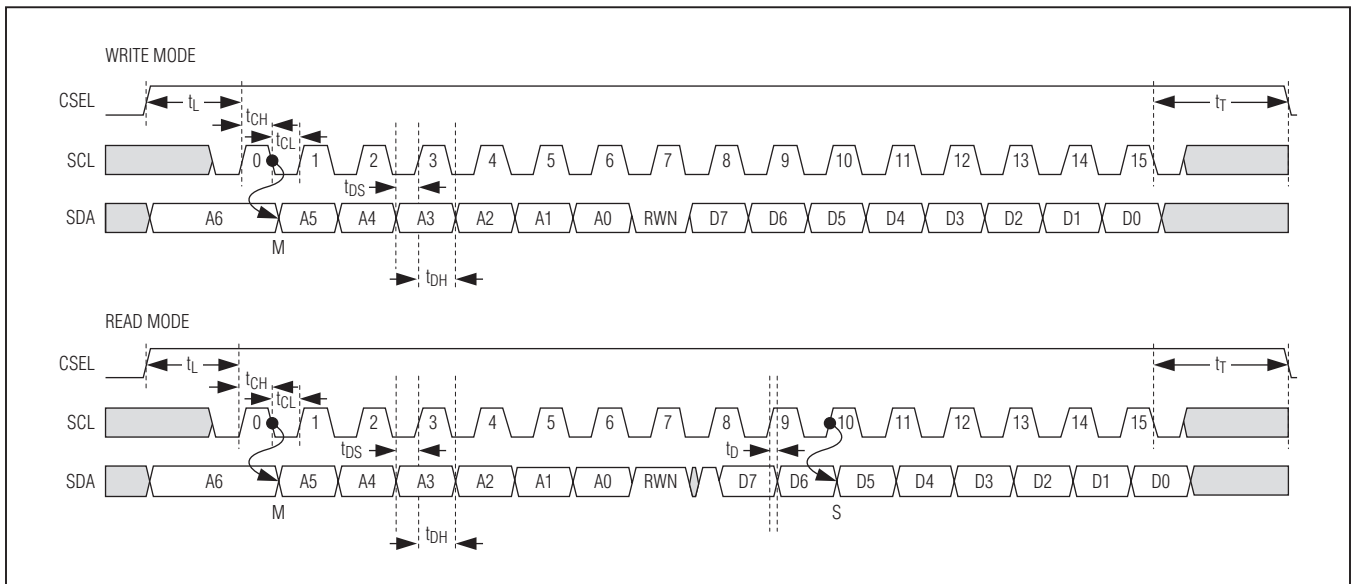 WRITE MODE
CSEL tL tT
tCH
tCL
SCL 0 1 2 3 4 5 6 7 8 9 10 11 12 13 14 15
tDS
SDA A6 A5 A4 A3 A2 A1 A0 RWN D7 D6 D5 D4 D3 D2 D1 D0
M
tDH
READ MODE
CSEL tL tT
tCH
tCL
SCL 0 1 2 3 4 5 6 7 8 9 10 11 12 13 14 15
tDS tD
SDA A6 A5 A4 A3 A2 A1 A0 RWN D7 D6 D5 D4 D3 D2 D1 D0
M S
tDH